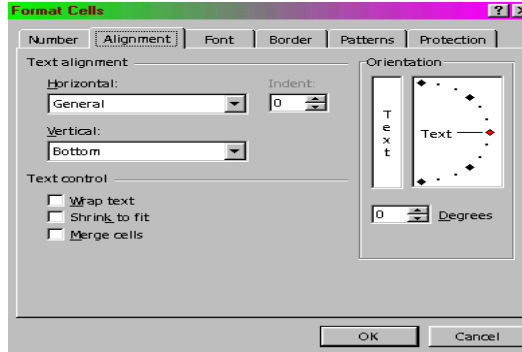 Format Cells
? X
Number Alignment Font Border Patterns Protection
Text alignment
Orientation
Horizontal:
Indent:
General
0
Vertical:
Bottom
Text
Text
Text control
Wrap text
Shrink to fit
Merge cells
0 Degrees
OK Cancel